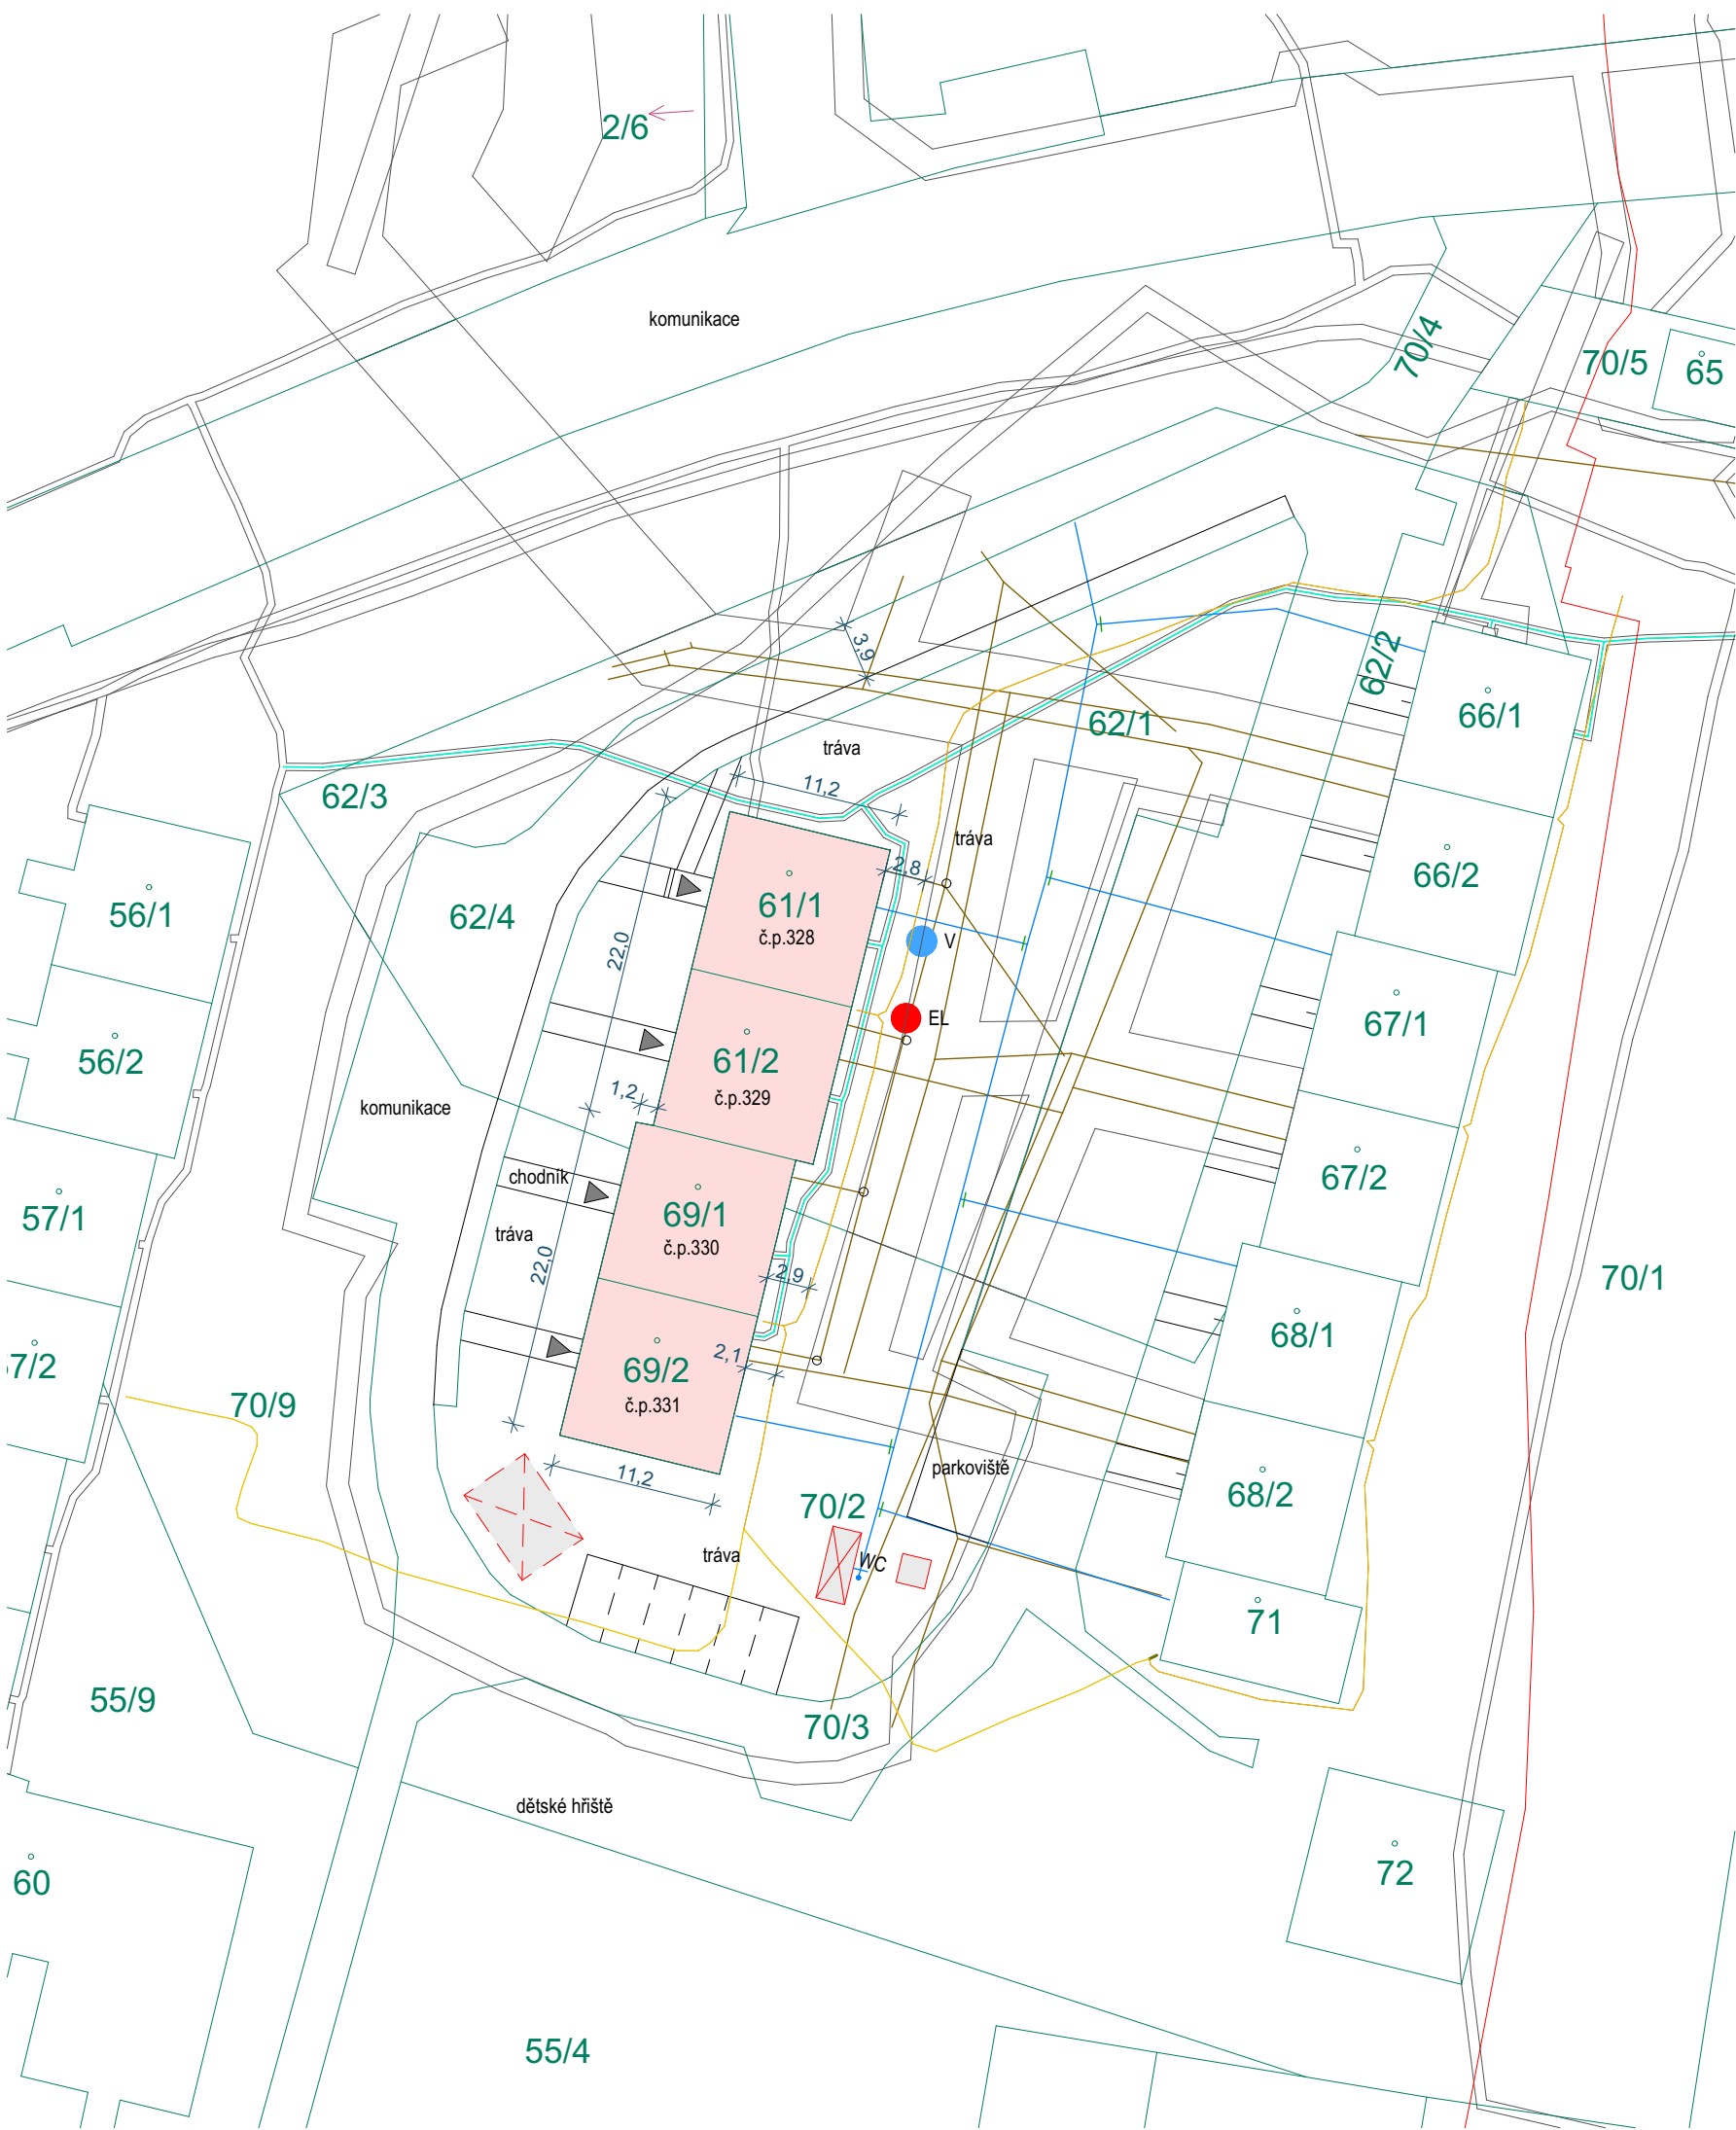 2/6
komunikace
70/4
70/5
65
3,9
62/2
62/1
66/1
tráva
11,2
62/3
tráva
2,8
66/2
56/1
62/4
61/1
č.p.328
22,0
V
EL
67/1
56/2
61/2
č.p.329
1,2
komunikace
chodník
67/2
57/1
69/1
č.p.330
tráva
22,0
2,9
70/1
68/1
7/2
69/2
č.p.331
2,1
70/9
11,2
parkoviště
68/2
70/2
tráva
WC
71
55/9
70/3
dětské hřiště
60
72
55/4